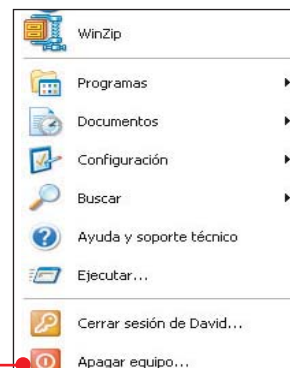 WinZip
Programas
Documentos
Configuración
Buscar
Ayuda y soporte técnico
Ejecutar...
Cerrar sesión de David...
Apagar equipo...